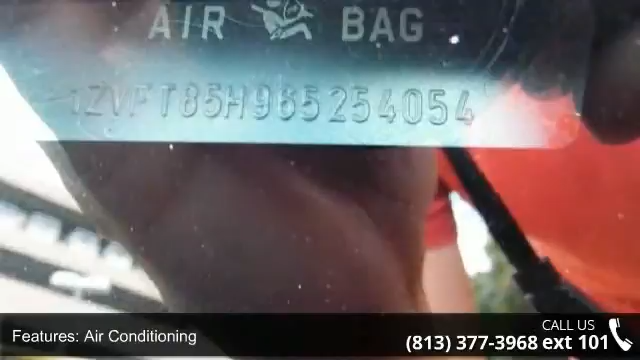 AIR BAG
1ZVFT85H965254054
CALL US
Features: Air Conditioning
(813) 377-3968 ext 101